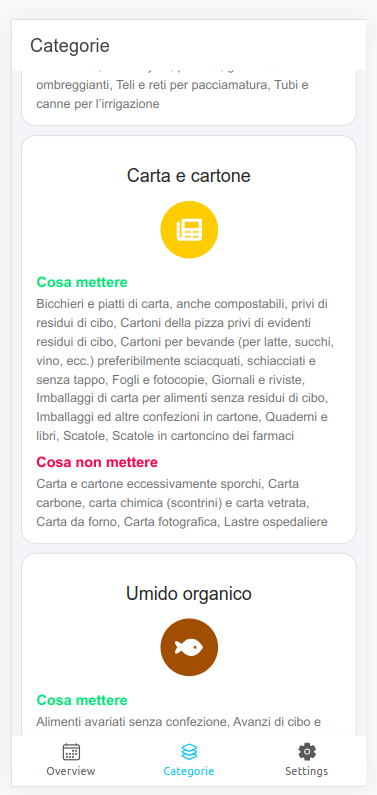 Categorie
ombreggianti, Teli e reti per pacciamatura, Tubi e
canne per l'irrigazione
Carta e cartone
Cosa mettere
Bicchieri e piatti di carta, anche compostabili, privi di
residui di cibo, Cartoni della pizza privi di evidenti
residui di cibo, Cartoni per bevande (per latte, succhi,
vino, ecc.) preferibilmente sciacquati, schiacciati e
senza tappo, Fogli e fotocopie, Giornali e riviste,
Imballaggi di carta per alimenti senza residui di cibo,
Imballaggi ed altre confezioni in cartone, Quaderni e
libri, Scatole, Scatole in cartoncino dei farmaci
Cosa non mettere
Carta e cartone eccessivamente sporchi, Carta
carbone, carta chimica (scontrini) e carta vetrata,
Carta da forno, Carta fotografica, Lastre ospedaliere
Umido organico
Cosa mettere
Alimenti avariati senza confezione, Avanzi di cibo e
Overview
Categorie
Settings